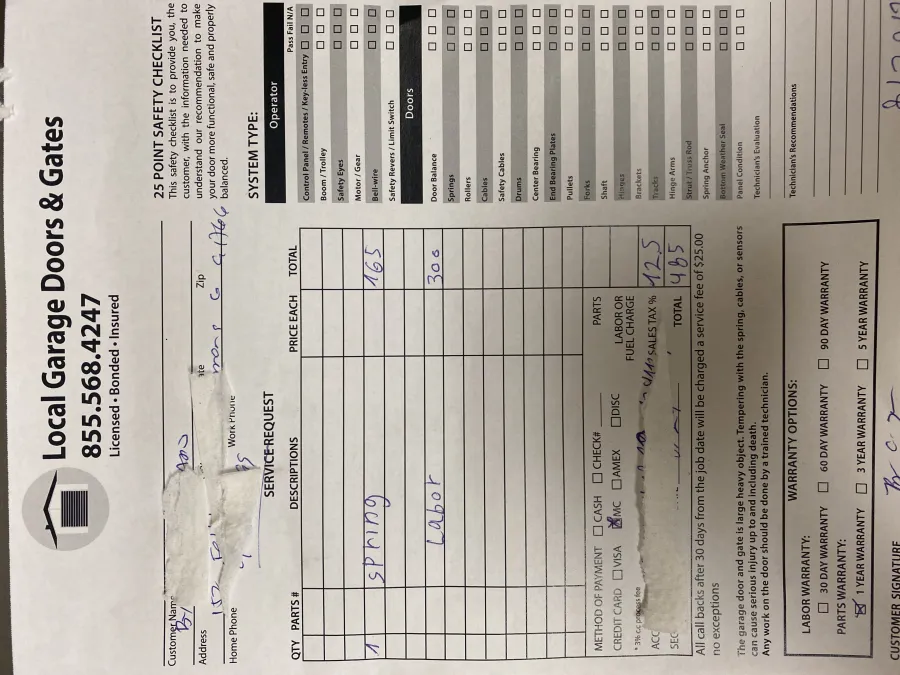 Local Garage Doors & Gates
855.568.4247
Licensed • Bonded • Insured
Customer Name
Address
Zip
91766
Home Phone
Work Phone
SERVICE REQUEST
QTY PARTS # DESCRIPTIONS PRICE EACH TOTAL
1 spring 165
Labor 300
METHOD OF PAYMENT ☐ CASH ☐ CHECK# PARTS
CREDIT CARD ☐ VISA ☒ MC ☐ AMEX ☐ DISC LABOR OR FUEL CHARGE
* 3% c.c process fee
SALES TAX % 125
TOTAL 485
All call backs after 30 days from the job date will be charged a service fee of $25.00
no exceptions
The garage door and gate is large heavy object. Tempering with the spring, cables, or sensors
can cause serious injury up to and including death.
Any work on the door should be done by a trained technician.
WARRANTY OPTIONS:
LABOR WARRANTY:
☐ 30 DAY WARRANTY ☐ 60 DAY WARRANTY ☐ 90 DAY WARRANTY
PARTS WARRANTY:
☒ 1 YEAR WARRANTY ☐ 3 YEAR WARRANTY ☐ 5 YEAR WARRANTY
CUSTOMER SIGNATURE
25 POINT SAFETY CHECKLIST
This safety checklist is to provide you, the
customer, with the information needed to
understand our recommendation to make
your door more functional, safe and properly
balanced.
SYSTEM TYPE:
Operator
Pass Fail N/A
Control Panel / Remotes / Key-less Entry
Boom / Trolley
Safety Eyes
Motor / Gear
Bell-wire
Safety Revers / Limit Switch
Doors
Door Balance
Springs
Rollers
Cables
Safety Cables
Drums
Center Bearing
End Bearing Plates
Pullets
Forks
Shaft
Hinges
Brackets
Tracks
Hinge Arms
Strut / Truss Rod
Spring Anchor
Bottom Weather Seal
Panel Condition
Technician's Evaluation
Technician's Recommendations